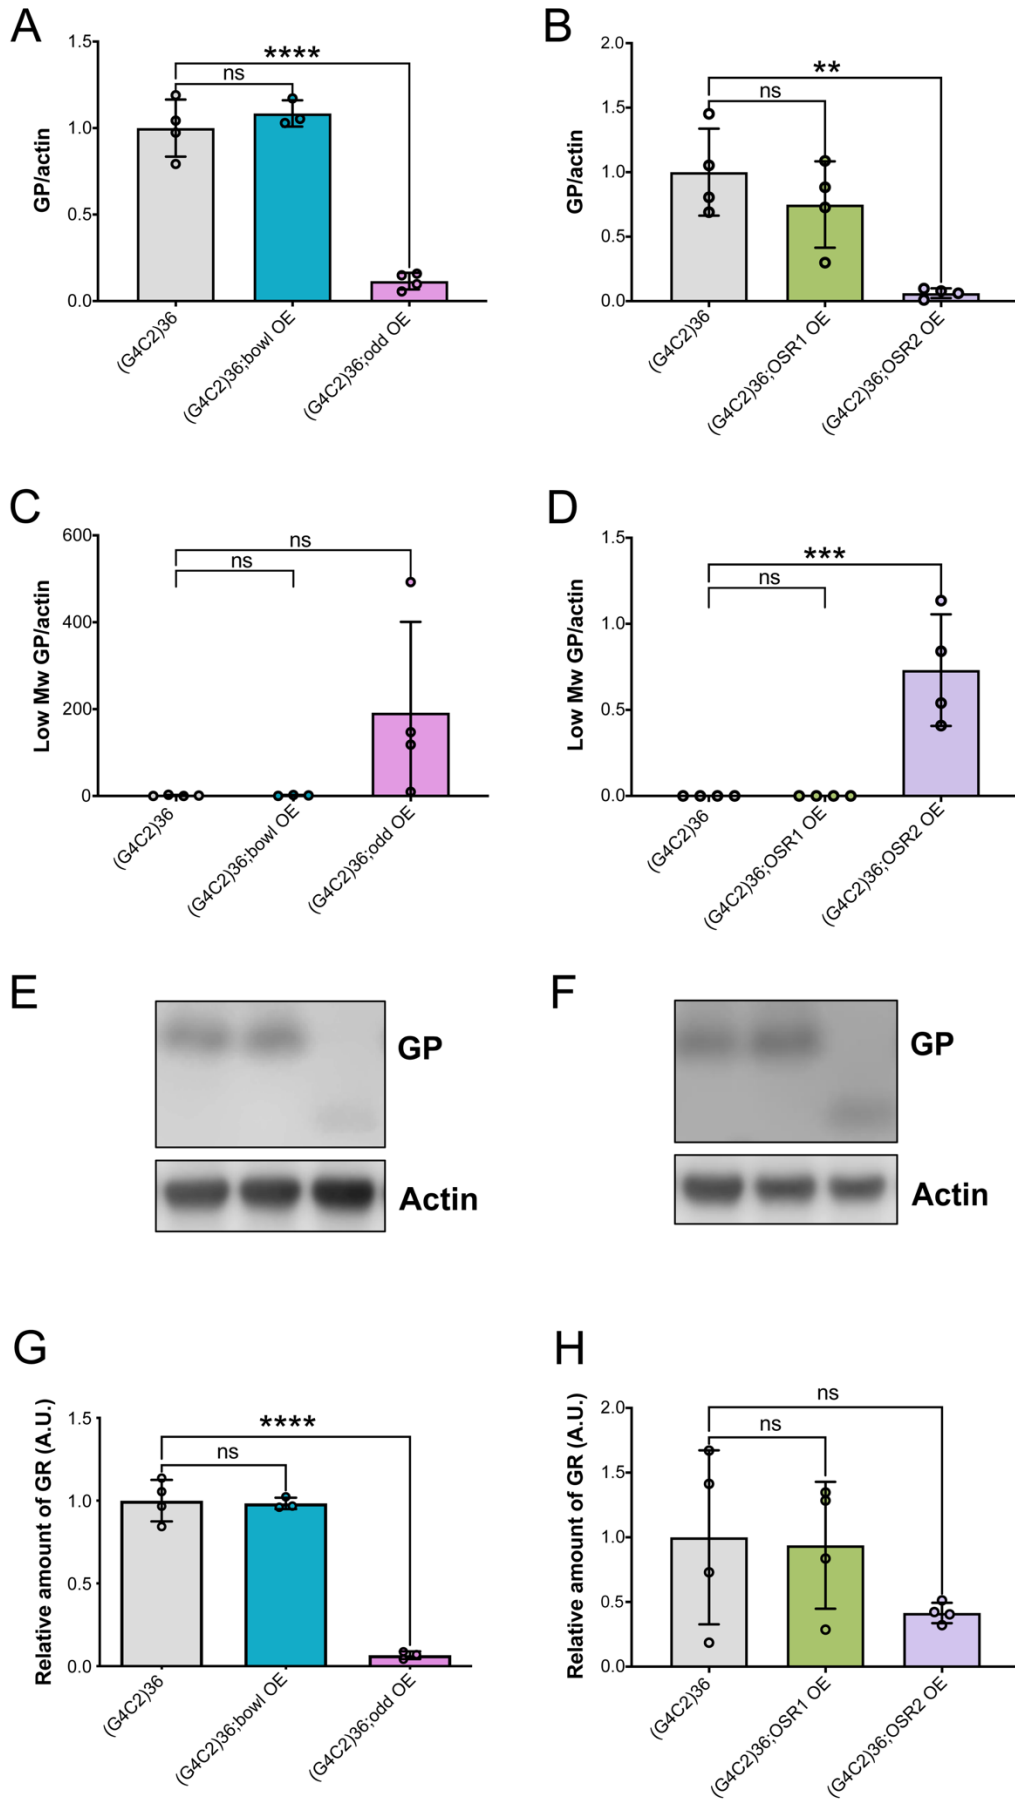 A
GP/actin
1.5
1.0
0.5
0.0
****
ns
(G4C2)36
(G4C2)36;bowl OE
(G4C2)36;odd OE
B
GP/actin
2.0
1.5
1.0
0.5
0.0
**
ns
(G4C2)36
(G4C2)36;OSR1 OE
(G4C2)36;OSR2 OE
C
Low Mw GP/actin
600
400
200
0
ns
ns
(G4C2)36
(G4C2)36;bowl OE
(G4C2)36;odd OE
D
Low Mw GP/actin
1.5
1.0
0.5
0.0
***
ns
(G4C2)36
(G4C2)36;OSR1 OE
(G4C2)36;OSR2 OE
E
GP
Actin
F
GP
Actin
G
Relative amount of GR (A.U.)
1.5
1.0
0.5
0.0
****
ns
(G4C2)36
(G4C2)36;bowl OE
(G4C2)36;odd OE
H
Relative amount of GR (A.U.)
2.0
1.5
1.0
0.5
0.0
ns
ns
(G4C2)36
(G4C2)36;OSR1 OE
(G4C2)36;OSR2 OE